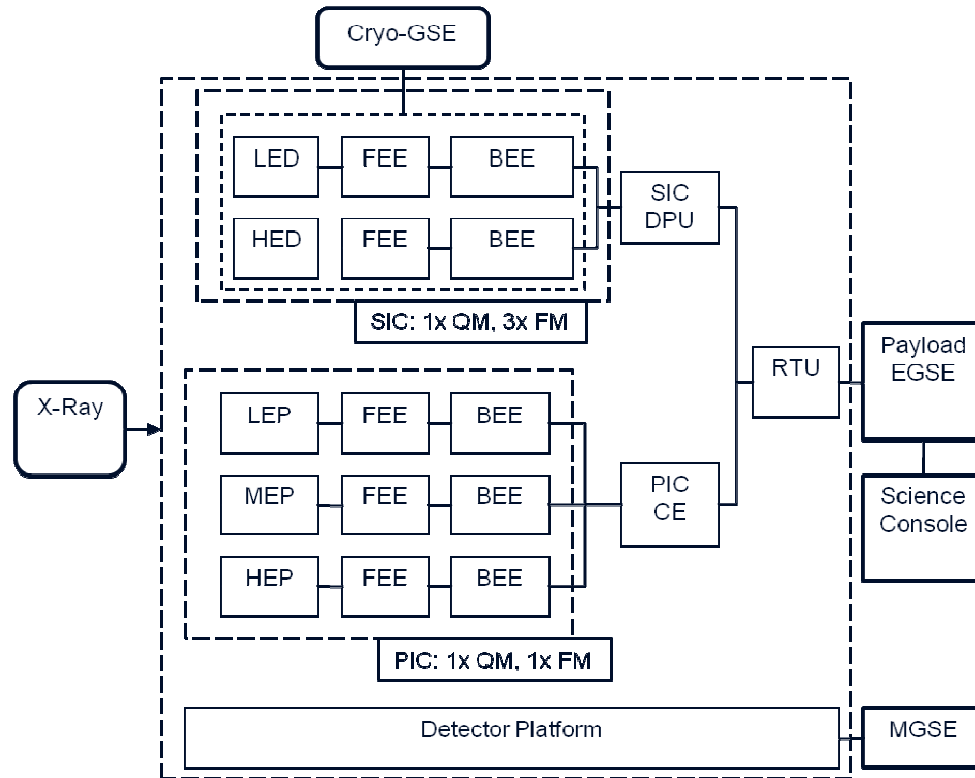 Cryo-GSE
LED FEE BEE
SIC
DPU
HED FEE BEE
SIC: 1x QM, 3x FM
Payload
EGSE
RTU
X-Ray
LEP FEE BEE
MEP FEE BEE
PIC
CE
Science
Console
HEP FEE BEE
PIC: 1x QM, 1x FM
Detector Platform
MGSE